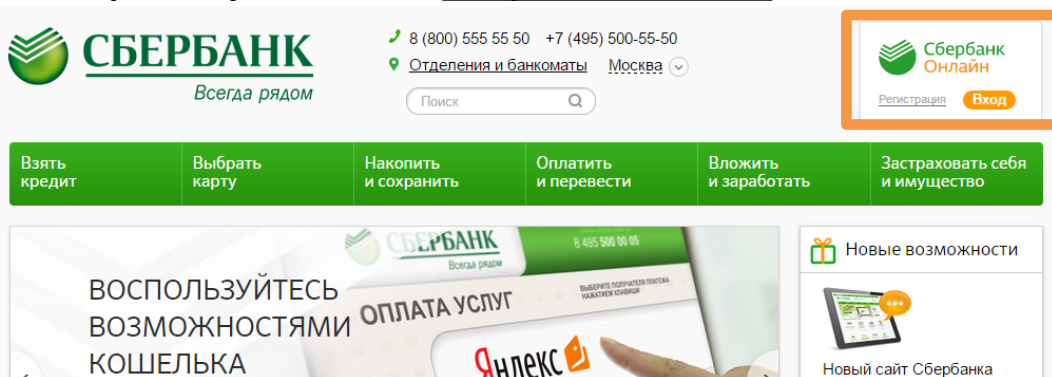 СБЕРБАНК
Всегда рядом
8 (800) 555 55 50 +7 (495) 500-55-50
Отделения и банкоматы Москва
Поиск
Сбербанк
Онлайн
Регистрация Вход
Взять
кредит
Выбрать
карту
Накопить
и сохранить
Оплатить
и перевести
Вложить
и заработать
Застраховать себя
и имущество
ВОСПОЛЬЗУЙТЕСЬ
ВОЗМОЖНОСТЯМИ
КОШЕЛЬКА
СБЕРБАНК
Всегда рядом
8 495 500 00 05
ОПЛАТА УСЛУГ
ВЫБЕРИТЕ ПОЛУЧАТЕЛЯ ПЛАТЕЖА
НАЖАТИЕМ КЛАВИШИ
Яндекс
Новые возможности
Новый сайт Сбербанка